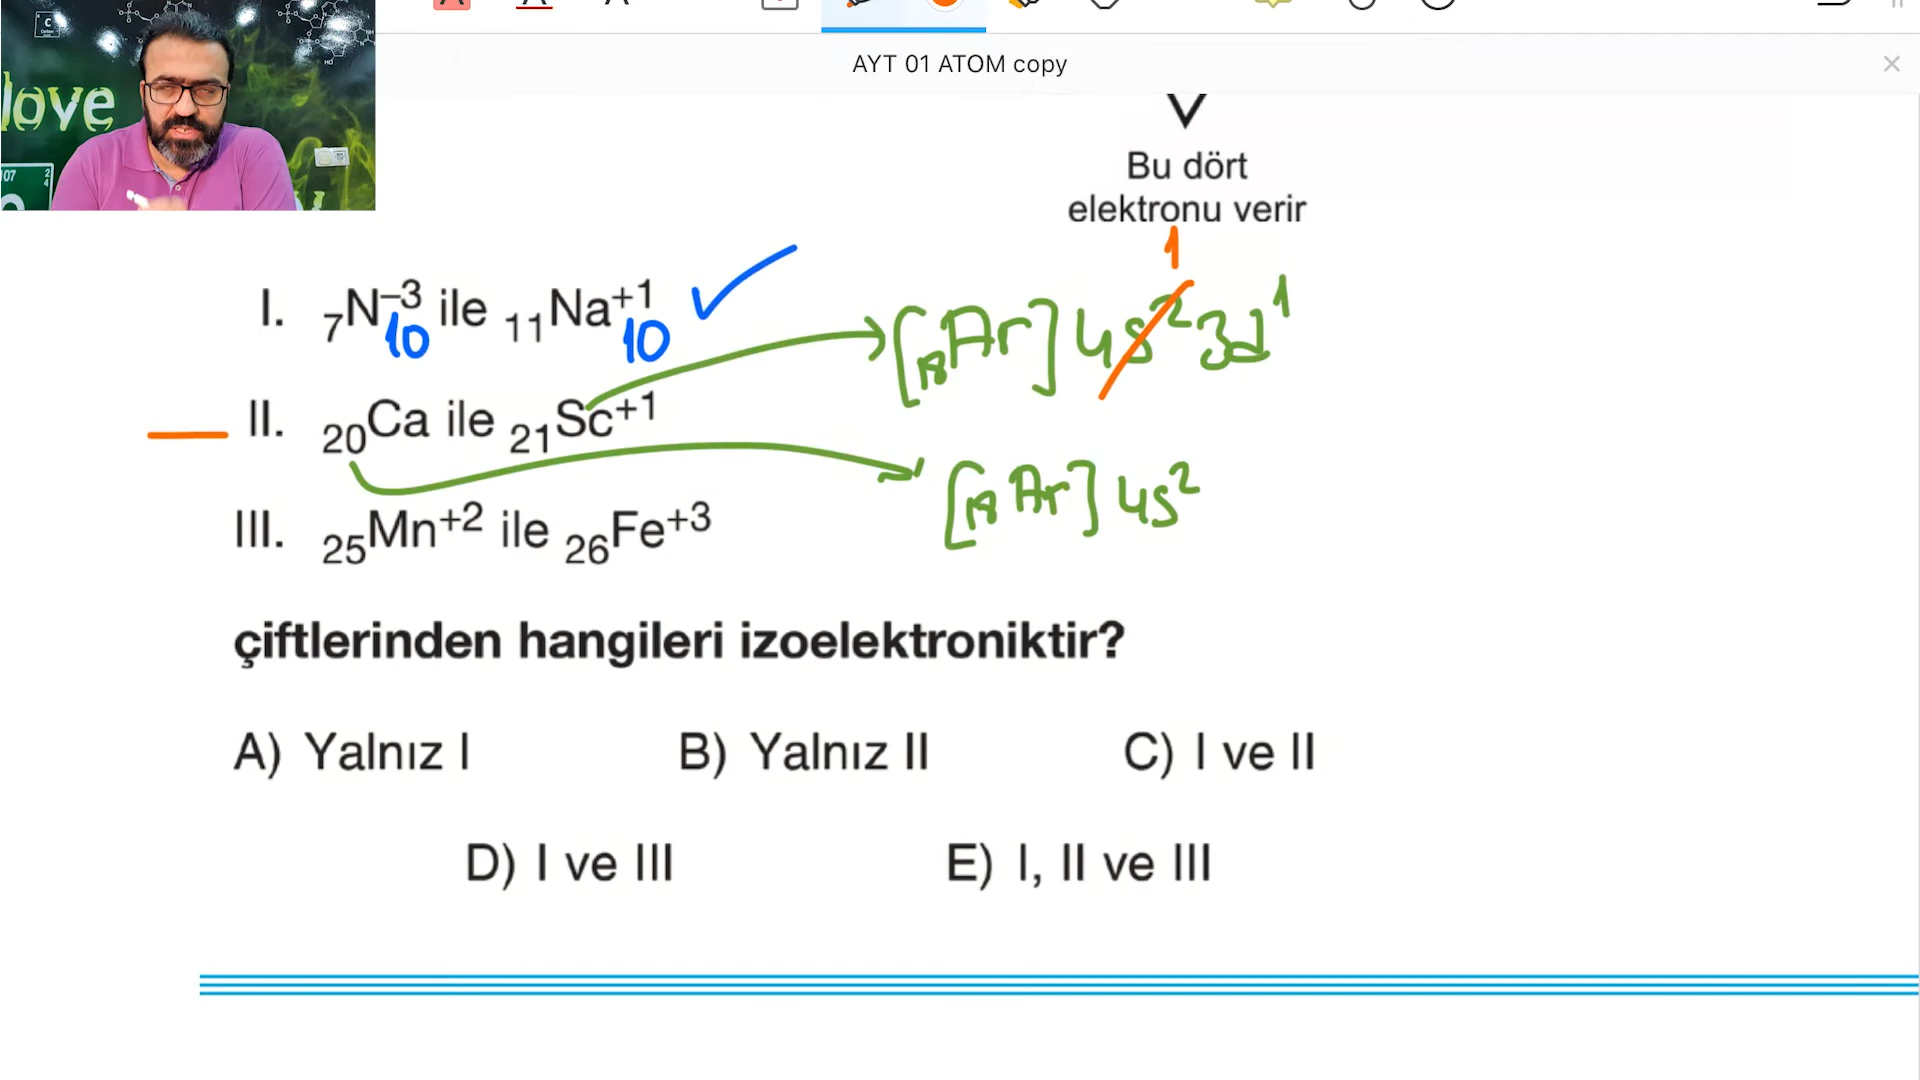 love
AYT 01 ATOM copy
Bu dört
elektronu verir
1
I. ₇N⁻³ ile ₁₁Na⁺¹ ✓
10 10
[₁₈Ar] 4s² 3d¹
II. ₂₀Ca ile ₂₁Sc⁺¹
[₁₈Ar] 4s²
III. ₂₅Mn⁺² ile ₂₆Fe⁺³
çiftlerinden hangileri izoelektroniktir?
A) Yalnız I B) Yalnız II C) I ve II
D) I ve III E) I, II ve III